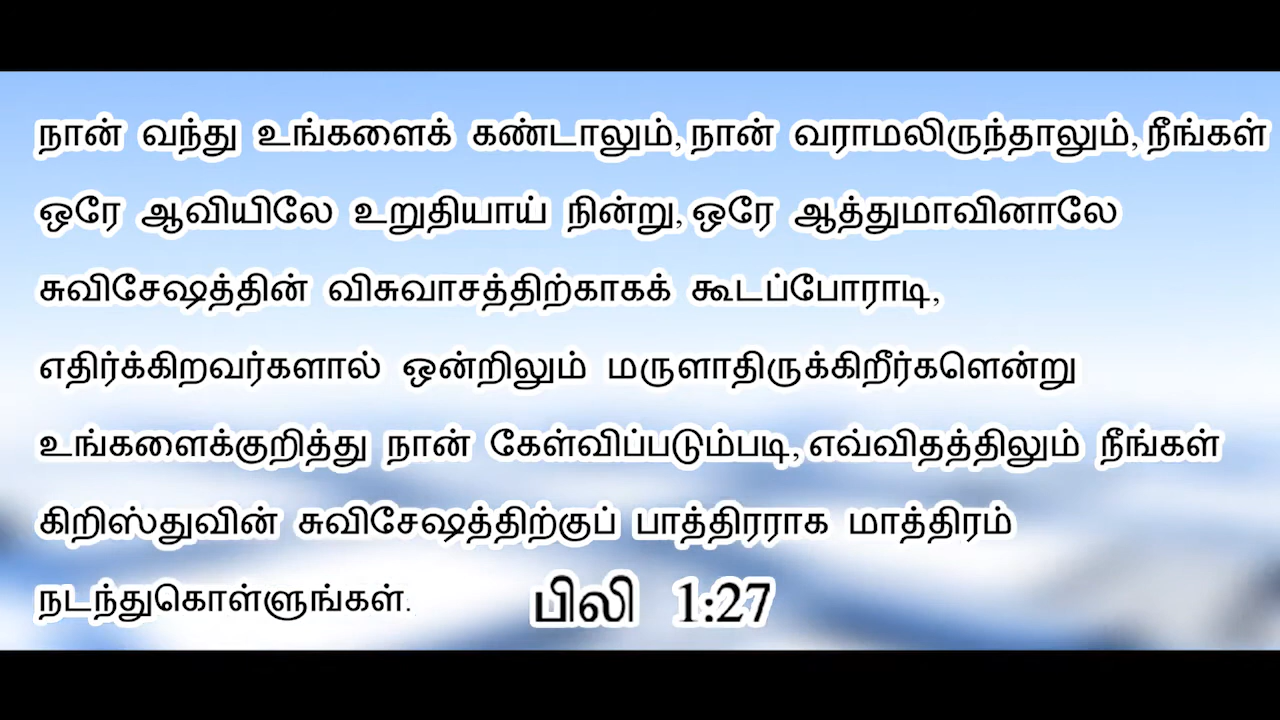 நான் வந்து உங்களைக் கண்டாலும், நான் வராமலிருந்தாலும், நீங்கள்
ஒரே ஆவியிலே உறுதியாய் நின்று, ஒரே ஆத்துமாவினாலே
சுவிசேஷத்தின் விசுவாசத்திற்காகக் கூடப்போராடி,
எதிர்க்கிறவர்களால் ஒன்றிலும் மருளாதிருக்கிறீர்களென்று
உங்களைக்குறித்து நான் கேள்விப்படும்படி, எவ்விதத்திலும் நீங்கள்
கிறிஸ்துவின் சுவிசேஷத்திற்குப் பாத்திரராக மாத்திரம்
நடந்துகொள்ளுங்கள். பிலி 1:27